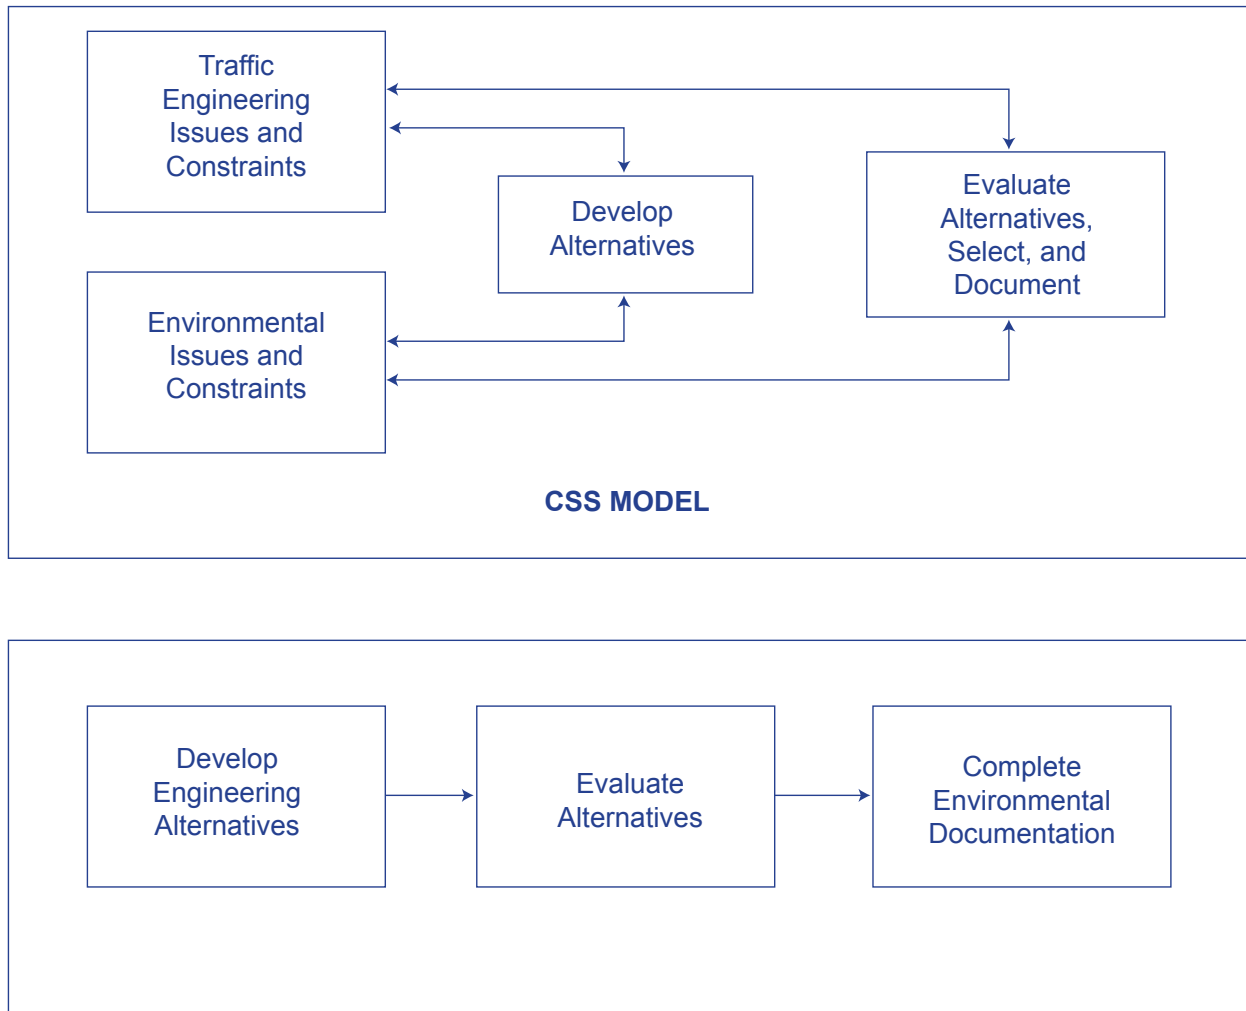 Traffic
Engineering
Issues and
Constraints
Develop
Alternatives
Evaluate
Alternatives,
Select, and
Document
Environmental
Issues and
Constraints
CSS MODEL
Develop
Engineering
Alternatives
Evaluate
Alternatives
Complete
Environmental
Documentation